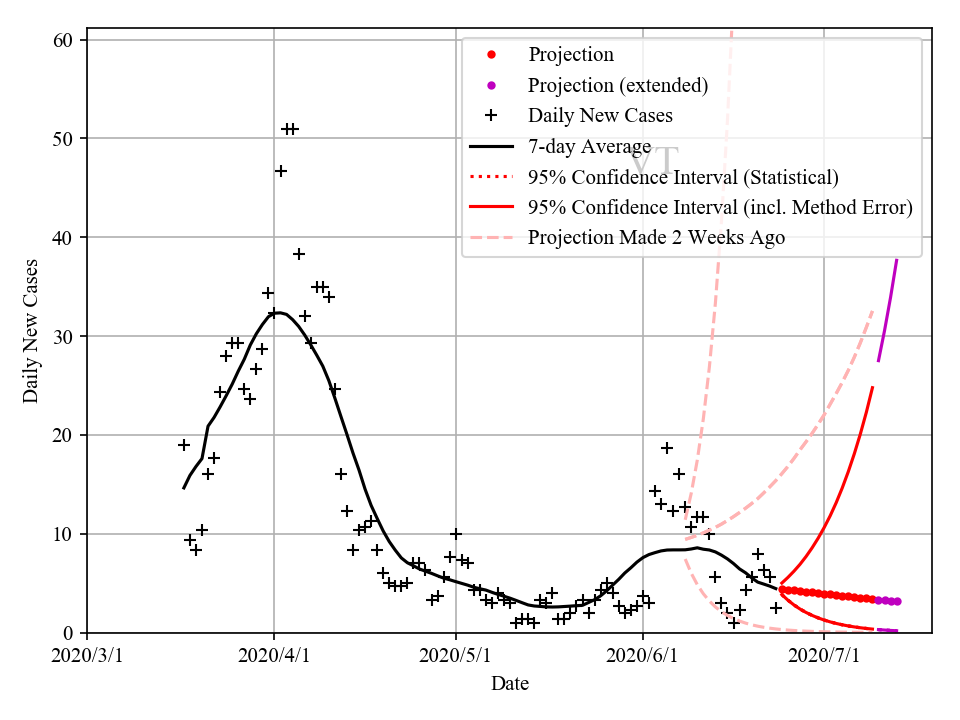 60
50
40
30
20
10
0
Daily New Cases
Projection
Projection (extended)
Daily New Cases
7-day Average
VT
95% Confidence Interval (Statistical)
95% Confidence Interval (incl. Method Error)
Projection Made 2 Weeks Ago
2020/3/1 2020/4/1 2020/5/1 2020/6/1 2020/7/1
Date